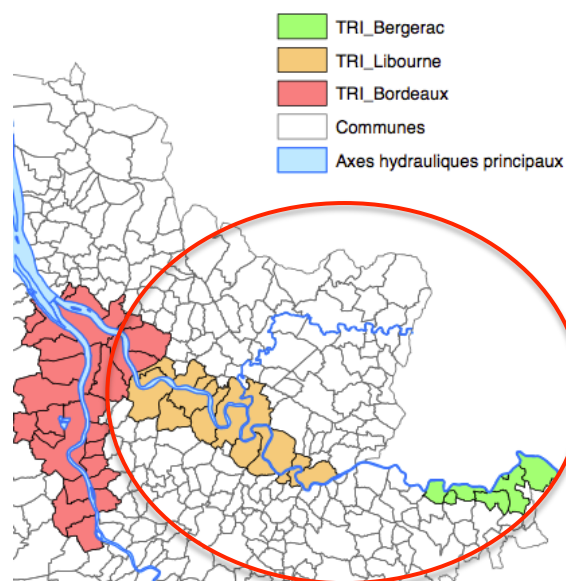 TRI_Bergerac
TRI_Libourne
TRI_Bordeaux
Communes
Axes hydrauliques principaux